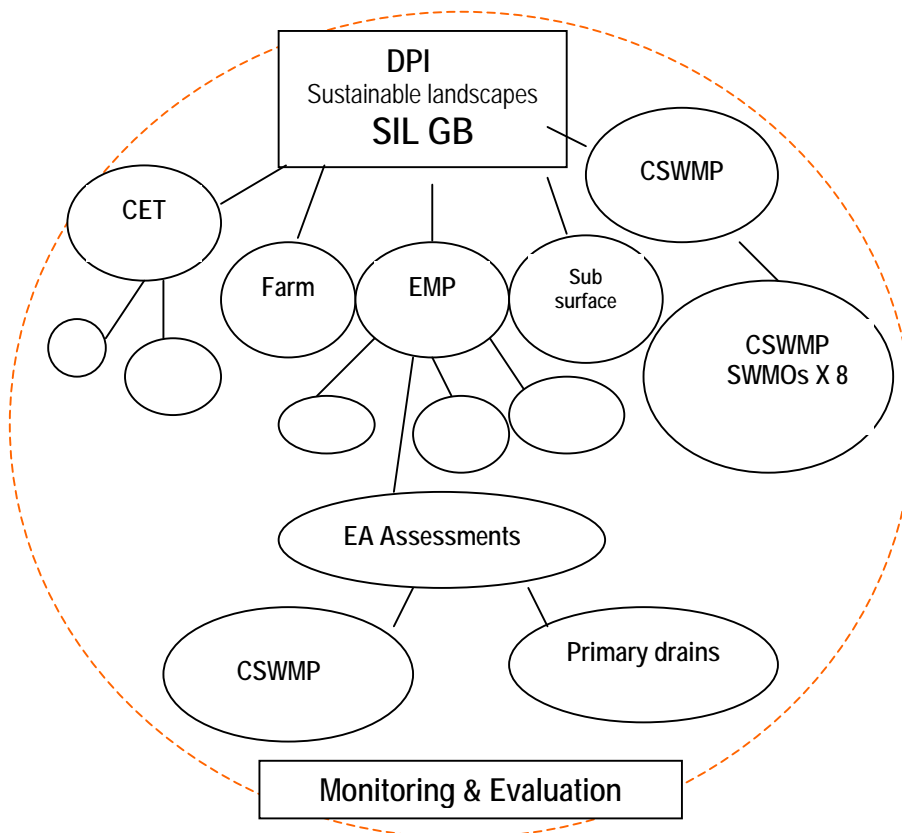 DPI
Sustainable landscapes
SIL GB
CSWMP
CET
Farm
EMP
Sub
surface
CSWMP
SWMOs X 8
EA Assessments
CSWMP
Primary drains
Monitoring & Evaluation